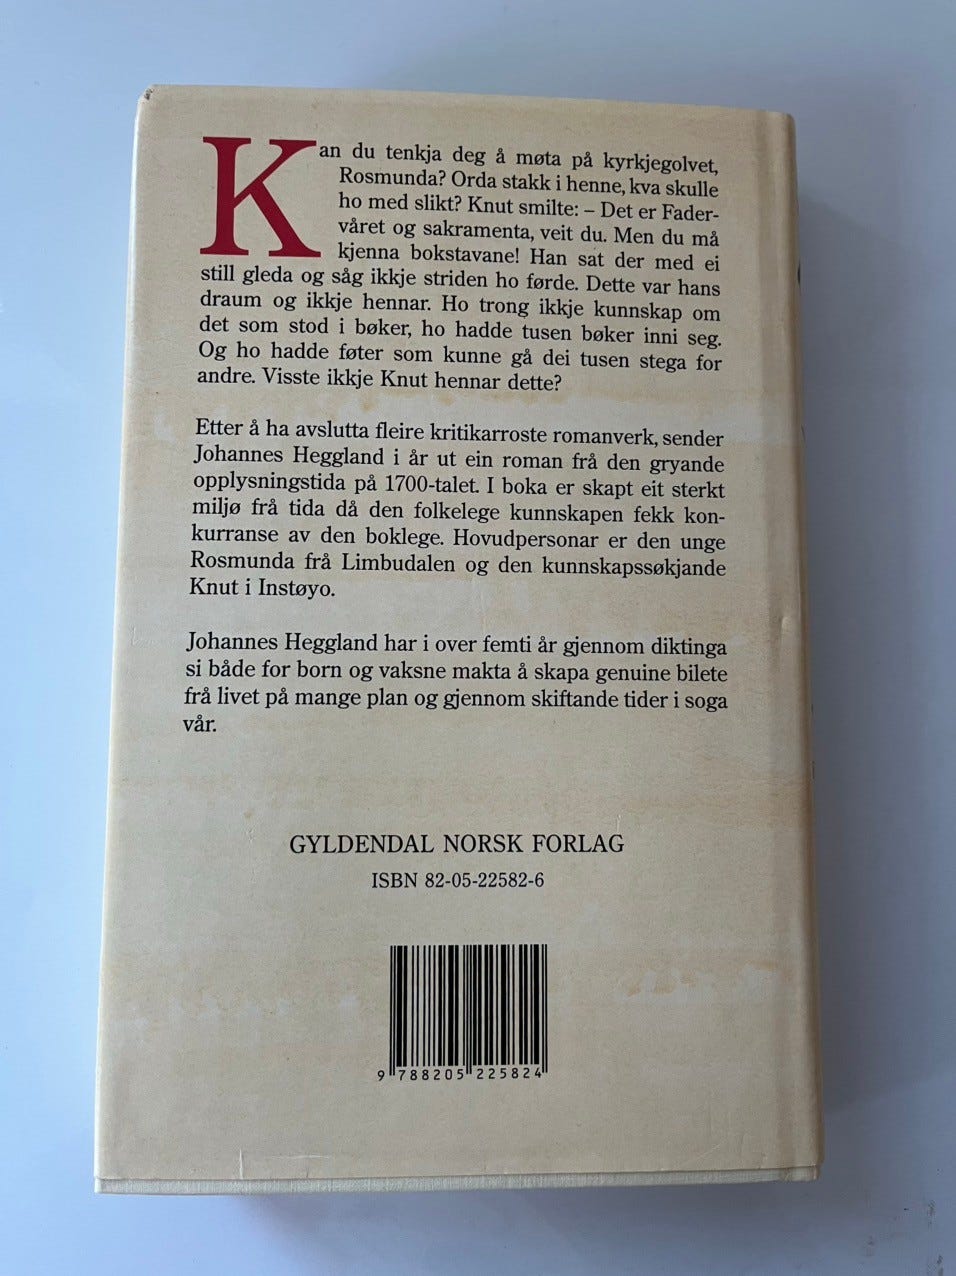 Kan du tenkja deg å møta på kyrkjegolvet,
Rosmunda? Orda stakk i henne, kva skulle
ho med slikt? Knut smilte: – Det er Fader-
våret og sakramenta, veit du. Men du må
kjenna bokstavane! Han sat der med ei
still gleda og såg ikkje striden ho førde. Dette var hans
draum og ikkje hennar. Ho trong ikkje kunnskap om
det som stod i bøker, ho hadde tusen bøker inni seg.
Og ho hadde føter som kunne gå dei tusen stega for
andre. Visste ikkje Knut hennar dette?
Etter å ha avslutta fleire kritikarroste romanverk, sender
Johannes Heggland i år ut ein roman frå den gryande
opplysningstida på 1700-talet. I boka er skapt eit sterkt
miljø frå tida då den folkelege kunnskapen fekk kon-
kurranse av den boklege. Hovudpersonar er den unge
Rosmunda frå Limbudalen og den kunnskapssøkjande
Knut i Instøyo.
Johannes Heggland har i over femti år gjennom diktinga
si både for born og vaksne makta å skapa genuine bilete
frå livet på mange plan og gjennom skiftande tider i soga
vår.
GYLDENDAL NORSK FORLAG
ISBN 82-05-22582-6
9 788205 225824